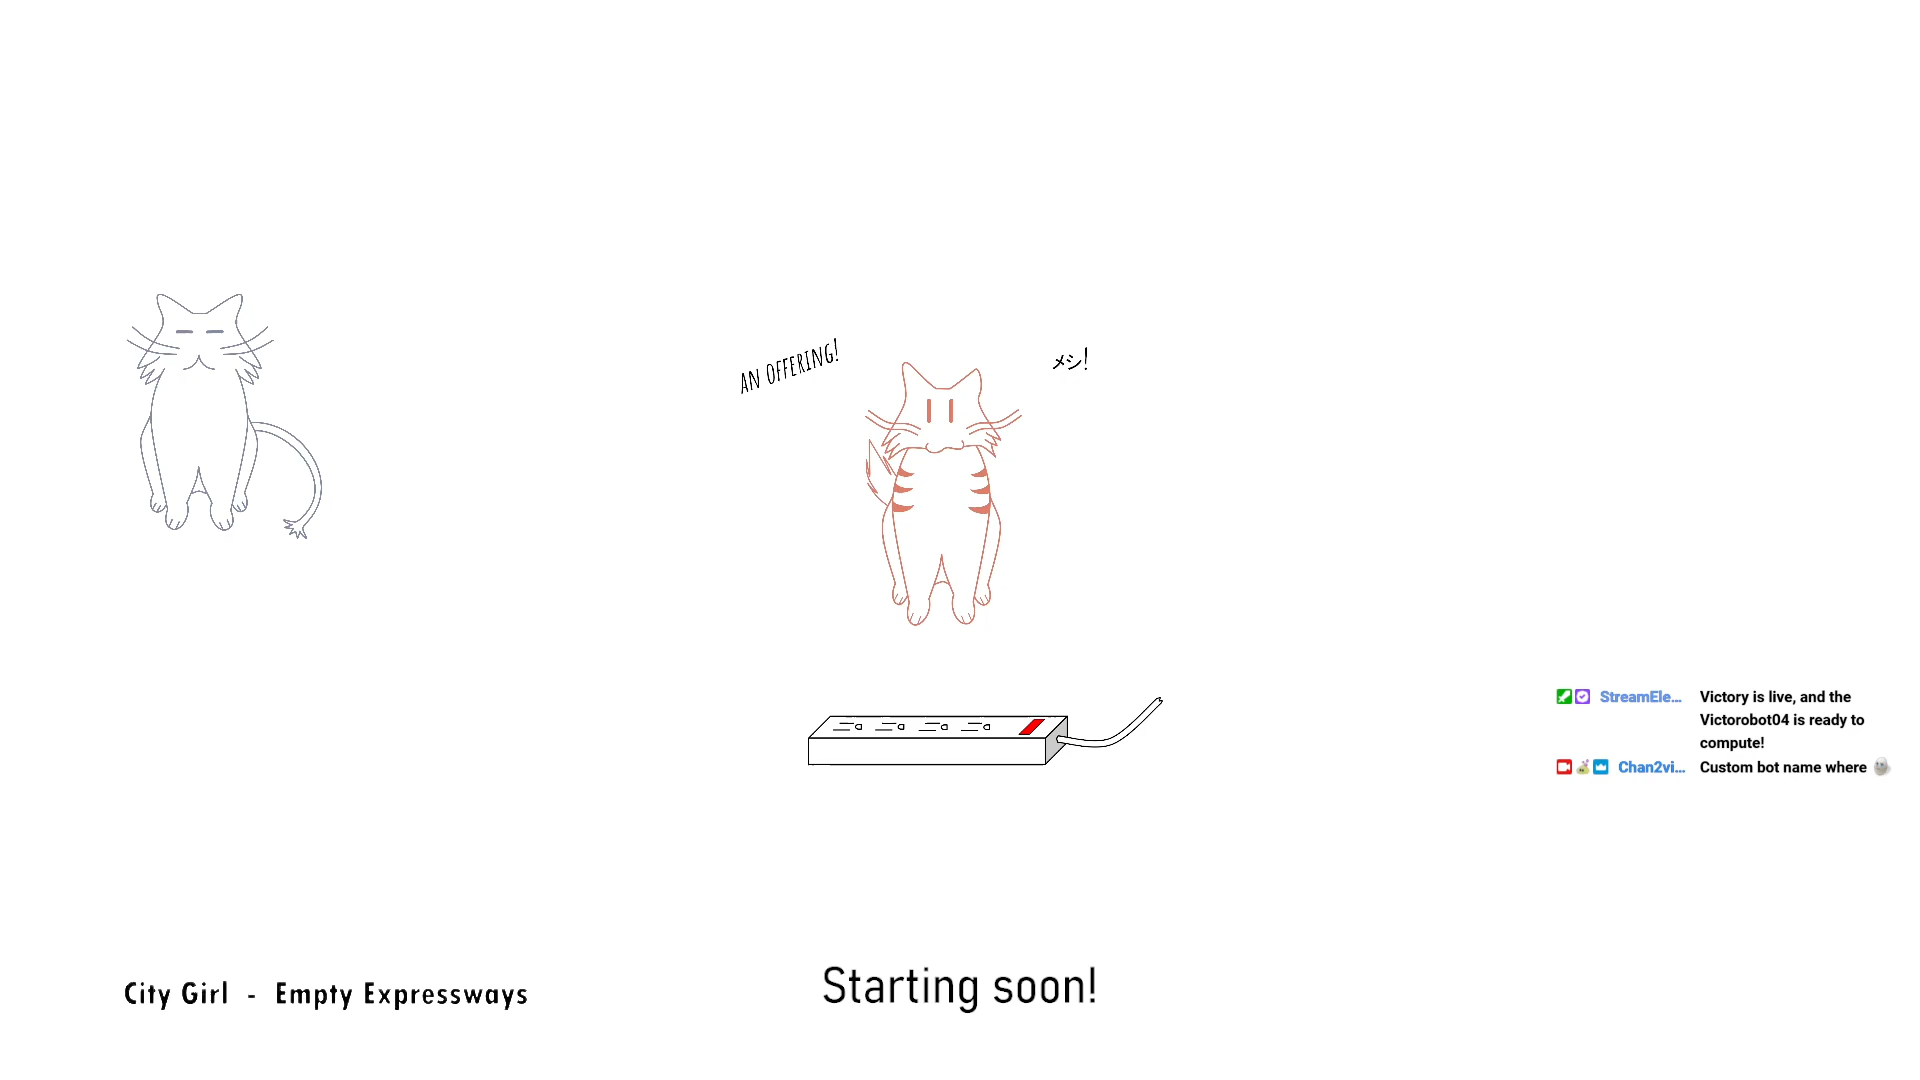 AN OFFERING!
メシ!
StreamEle... Victory is live, and the
Victorobot04 is ready to
compute!
Chan2vi... Custom bot name where
City Girl - Empty Expressways
Starting soon!